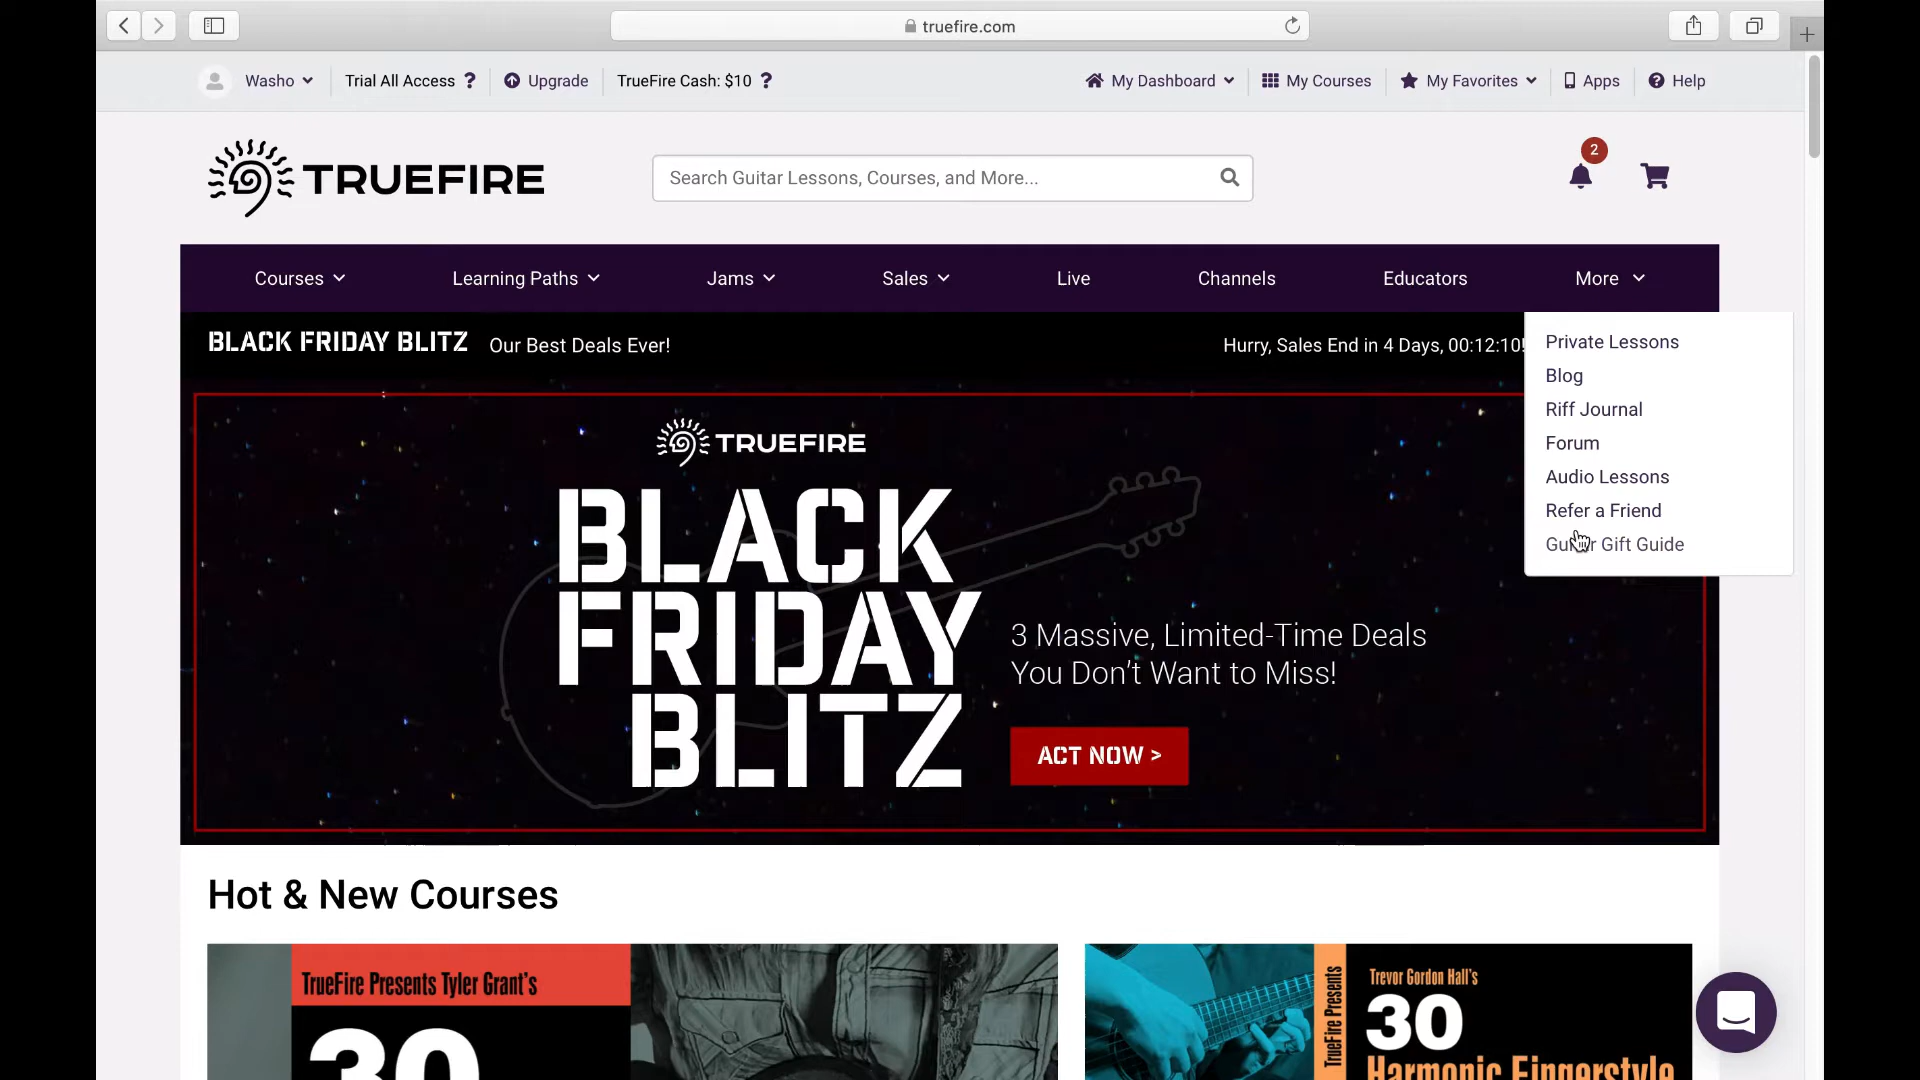 truefire.com
Washo
Trial All Access ?
Upgrade
TrueFire Cash: $10 ?
My Dashboard
My Courses
My Favorites
Apps
Help
TRUEFIRE
Search Guitar Lessons, Courses, and More...
2
Courses
Learning Paths
Jams
Sales
Live
Channels
Educators
More
BLACK FRIDAY BLITZ
Our Best Deals Ever!
Hurry, Sales End in 4 Days, 00:12:10!
Private Lessons
Blog
Riff Journal
Forum
Audio Lessons
Refer a Friend
Guitar Gift Guide
TRUEFIRE
BLACK
FRIDAY
BLITZ
3 Massive, Limited-Time Deals
You Don't Want to Miss!
ACT NOW >
Hot & New Courses
TrueFire Presents Tyler Grant's
30
TrueFire Presents
Trevor Gordon Hall's
30
Harmonic Fingerstyle